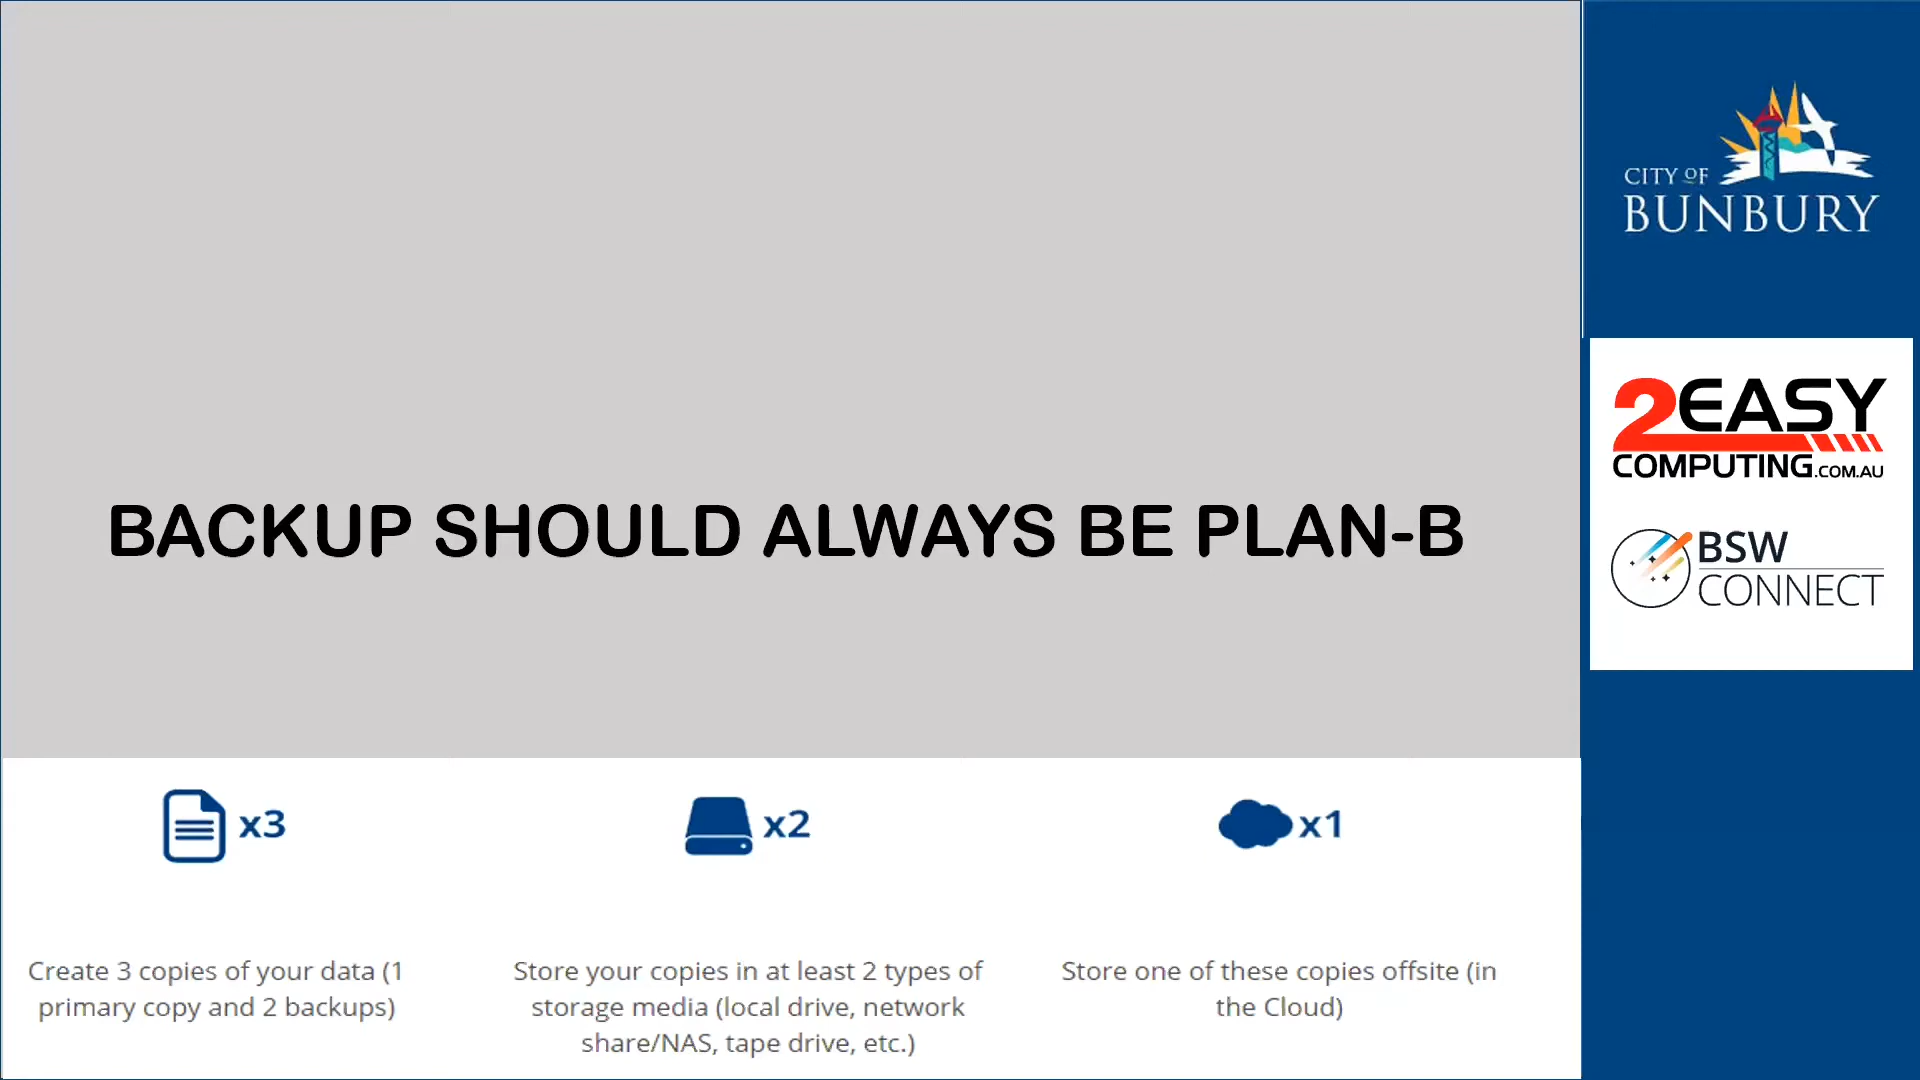 BACKUP SHOULD ALWAYS BE PLAN-B
x3
x2
x1
Create 3 copies of your data (1
primary copy and 2 backups)
Store your copies in at least 2 types of
storage media (local drive, network
share/NAS, tape drive, etc.)
Store one of these copies offsite (in
the Cloud)
CITY OF
BUNBURY
2EASY
COMPUTING.COM.AU
BSW
CONNECT